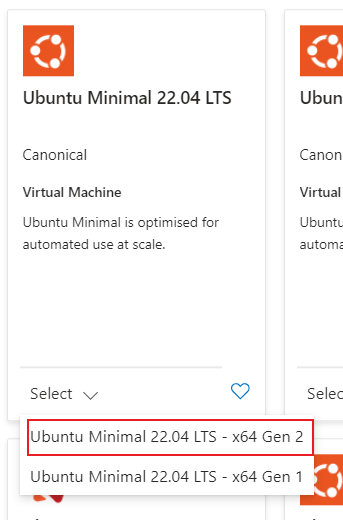 Ubuntu Minimal 22.04 LTS
Canonical
Virtual Machine
Ubuntu Minimal is optimised for
automated use at scale.
Select
Ubuntu Minimal 22.04 LTS - x64 Gen 2
Ubuntu Minimal 22.04 LTS - x64 Gen 1
Ubun
Canon
Virtual
Ubuntu
automa
Selec